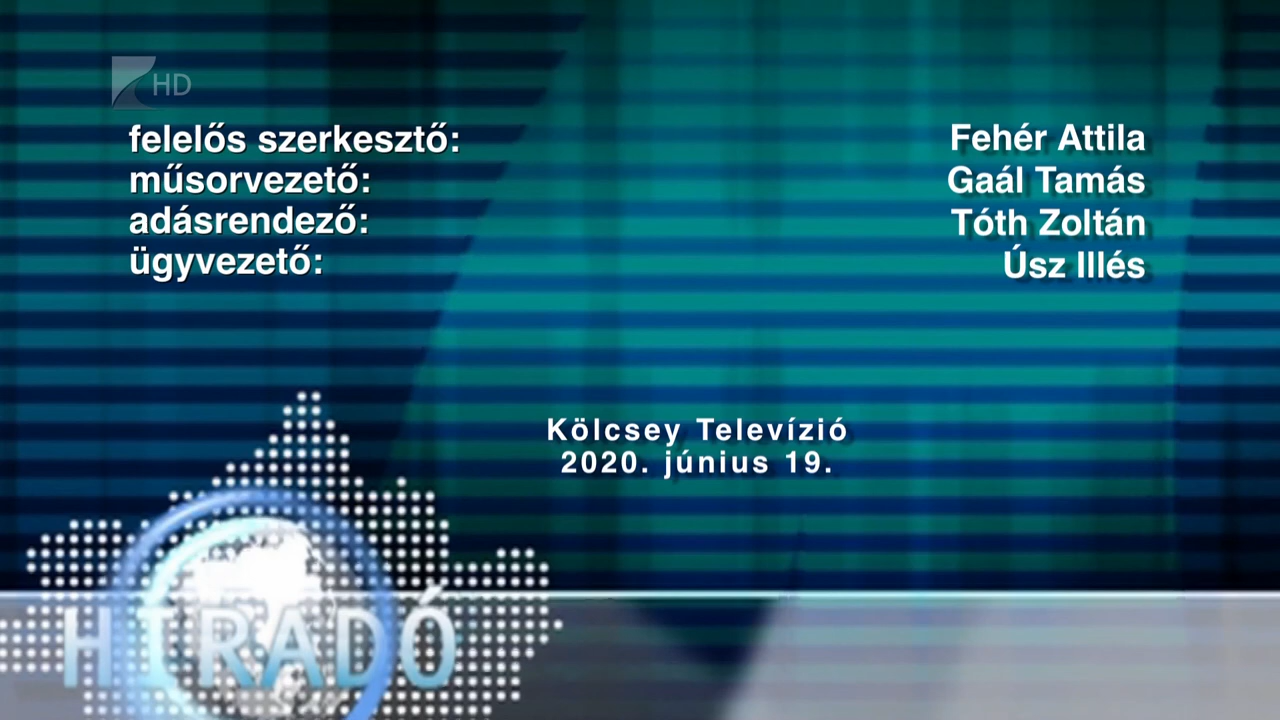 HD
felelős szerkesztő: Fehér Attila
műsorvezető: Gaál Tamás
adásrendező: Tóth Zoltán
ügyvezető: Úsz Illés
Kölcsey Televízió
2020. június 19.
HÍRADÓ